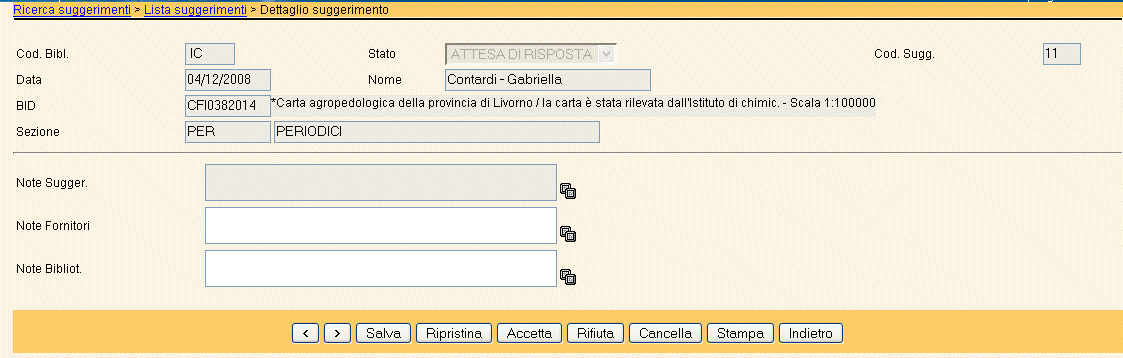 Ricerca suggerimenti > Lista suggerimenti > Dettaglio suggerimento
Cod. Bibl. IC Stato ATTESA DI RISPOSTA Cod. Sugg. 11
Data 04/12/2008 Nome Contardi - Gabriella
BID CFI0382014 *Carta agropedologica della provincia di Livorno / la carta è stata rilevata dall'Istituto di chimic. - Scala 1:100000
Sezione PER PERIODICI
Note Sugger.
Note Fornitori
Note Bibliot.
< > Salva Ripristina Accetta Rifiuta Cancella Stampa Indietro